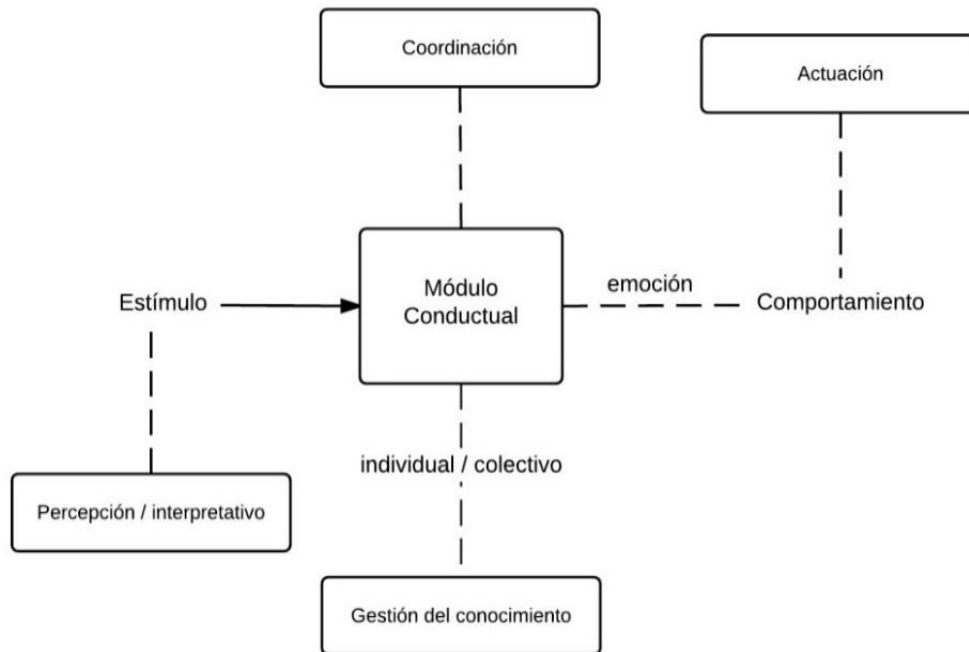 Coordinación
Actuación
Estímulo
Módulo
Conductual
emoción
Comportamiento
individual / colectivo
Percepción / interpretativo
Gestión del conocimiento